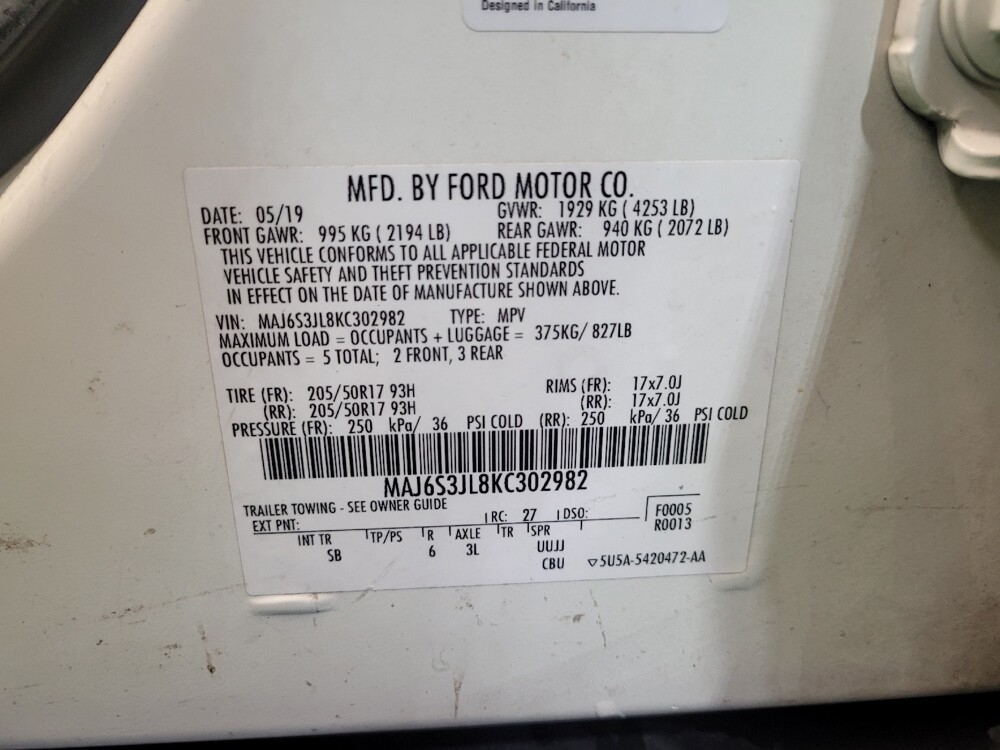 Designed in California
MFD. BY FORD MOTOR CO.
DATE: 05/19 GVWR: 1929 KG ( 4253 LB)
FRONT GAWR: 995 KG ( 2194 LB) REAR GAWR: 940 KG ( 2072 LB)
THIS VEHICLE CONFORMS TO ALL APPLICABLE FEDERAL MOTOR
VEHICLE SAFETY AND THEFT PREVENTION STANDARDS
IN EFFECT ON THE DATE OF MANUFACTURE SHOWN ABOVE.
VIN: MAJ6S3JL8KC302982 TYPE: MPV
MAXIMUM LOAD = OCCUPANTS + LUGGAGE = 375KG/ 827LB
OCCUPANTS = 5 TOTAL; 2 FRONT, 3 REAR
TIRE (FR): 205/50R17 93H RIMS (FR): 17x7.0J
(RR): 205/50R17 93H (RR): 17x7.0J
PRESSURE (FR): 250 kPa/ 36 PSI COLD (RR): 250 kPa/ 36 PSI COLD
MAJ6S3JL8KC302982
TRAILER TOWING - SEE OWNER GUIDE
EXT PNT: RC: 27 DSO: F0005
R0013
INT TR TP/PS R AXLE TR SPR
SB 6 3L UUJJ
CBU ▽5U5A-5420472-AA